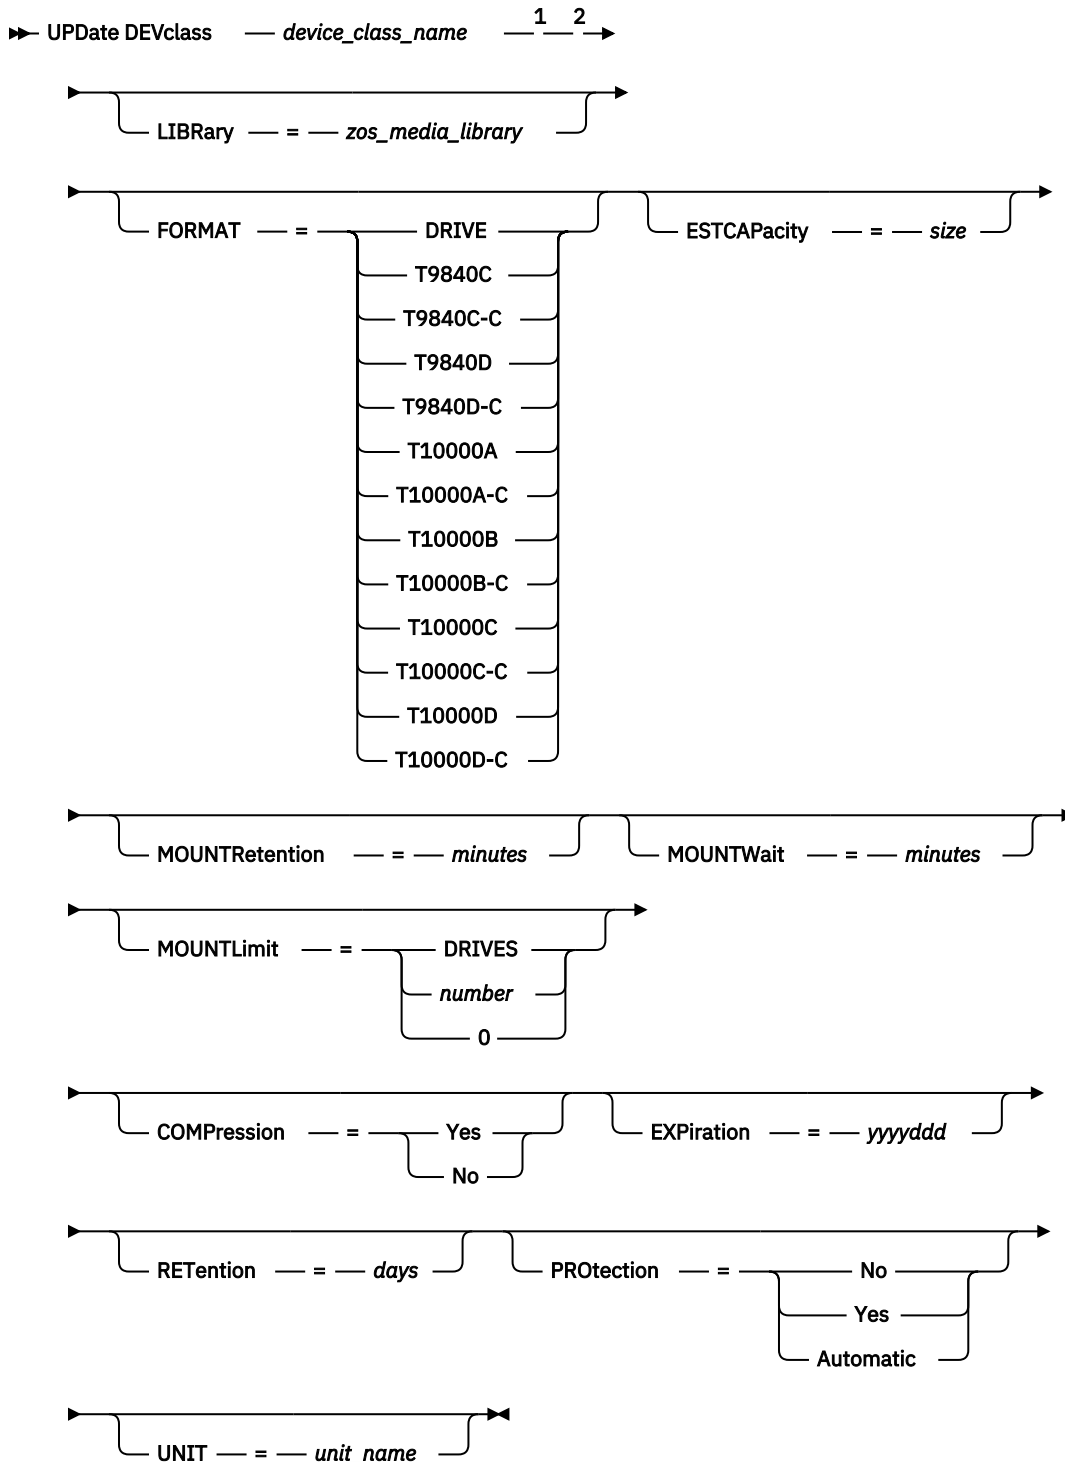 1 2
UPDate DEVclass device_class_name
LIBRary = zos_media_library
FORMAT = DRIVE ESTCAPacity = size
T9840C
T9840C-C
T9840D
T9840D-C
T10000A
T10000A-C
T10000B
T10000B-C
T10000C
T10000C-C
T10000D
T10000D-C
MOUNTRetention = minutes MOUNTWait = minutes
MOUNTLimit = DRIVES
number
0
COMPression = Yes EXPiration = yyyyddd
No
RETention = days PROtection = No
Yes
Automatic
UNIT = unit_name